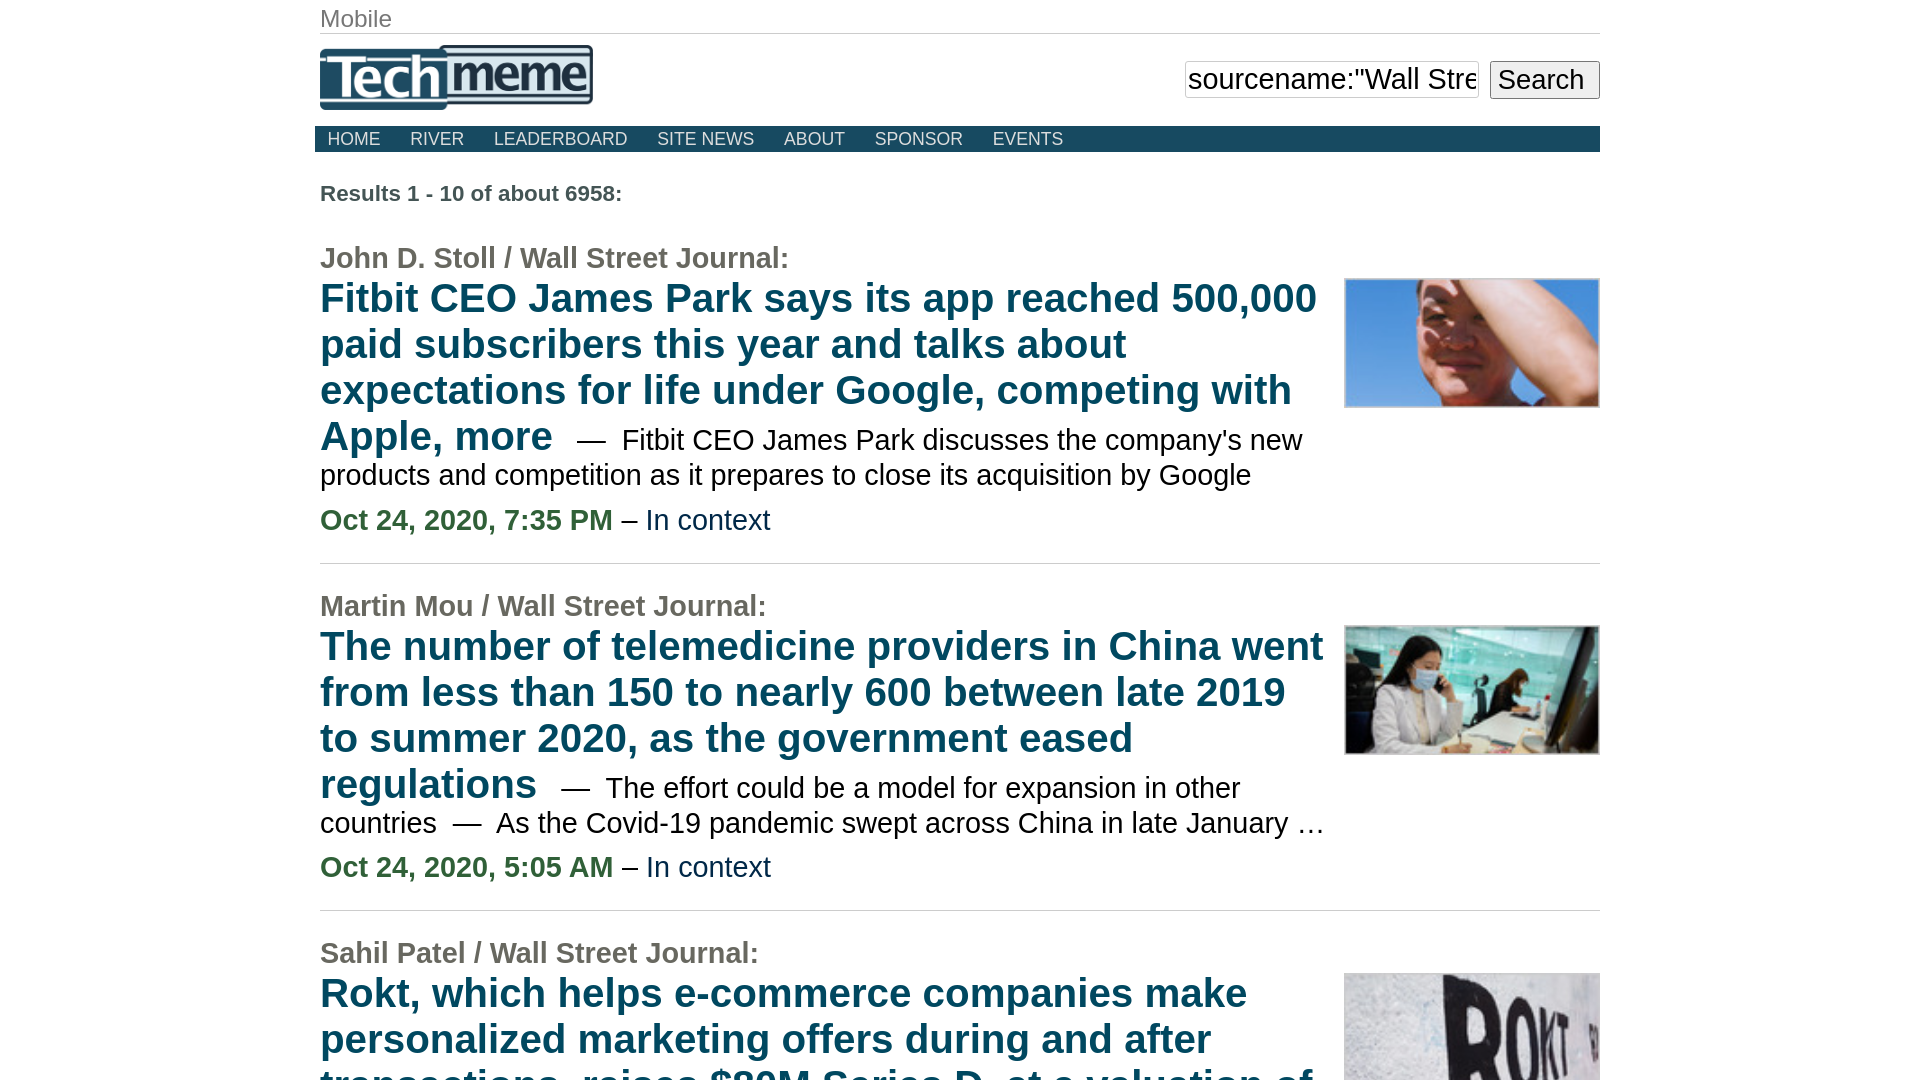 Mobile
Techmeme
sourcename:"Wall Stre
Search
HOME RIVER LEADERBOARD SITE NEWS ABOUT SPONSOR EVENTS
Results 1 - 10 of about 6958:
John D. Stoll / Wall Street Journal:
Fitbit CEO James Park says its app reached 500,000
paid subscribers this year and talks about
expectations for life under Google, competing with
Apple, more — Fitbit CEO James Park discusses the company's new
products and competition as it prepares to close its acquisition by Google
Oct 24, 2020, 7:35 PM – In context
Martin Mou / Wall Street Journal:
The number of telemedicine providers in China went
from less than 150 to nearly 600 between late 2019
to summer 2020, as the government eased
regulations — The effort could be a model for expansion in other
countries — As the Covid-19 pandemic swept across China in late January …
Oct 24, 2020, 5:05 AM – In context
Sahil Patel / Wall Street Journal:
Rokt, which helps e-commerce companies make
personalized marketing offers during and after
transactions, raises $80M Series D, at a valuation of
ROKT